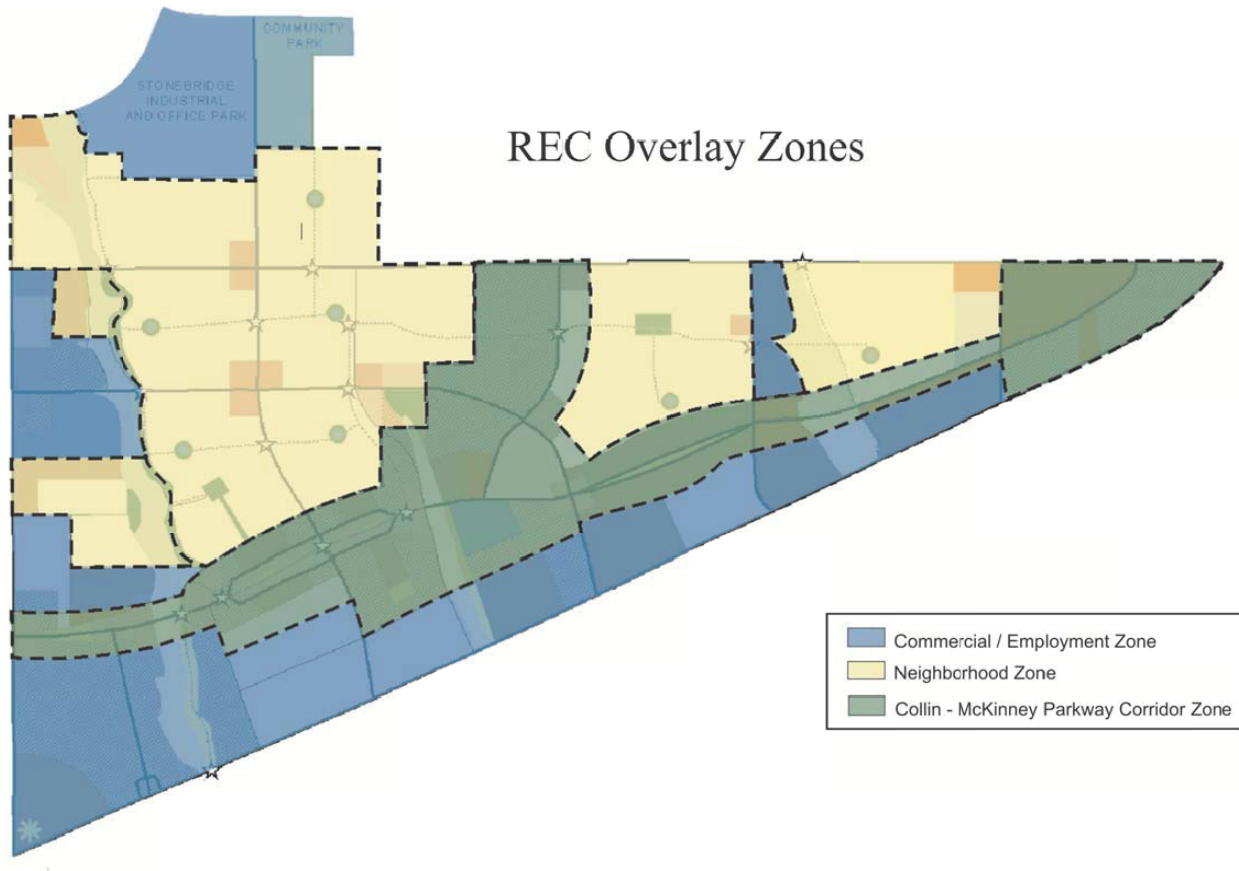 COMMUNITY
PARK
STONEBRIDGE
INDUSTRIAL
AND OFFICE PARK
REC Overlay Zones
Commercial / Employment Zone
Neighborhood Zone
Collin - McKinney Parkway Corridor Zone